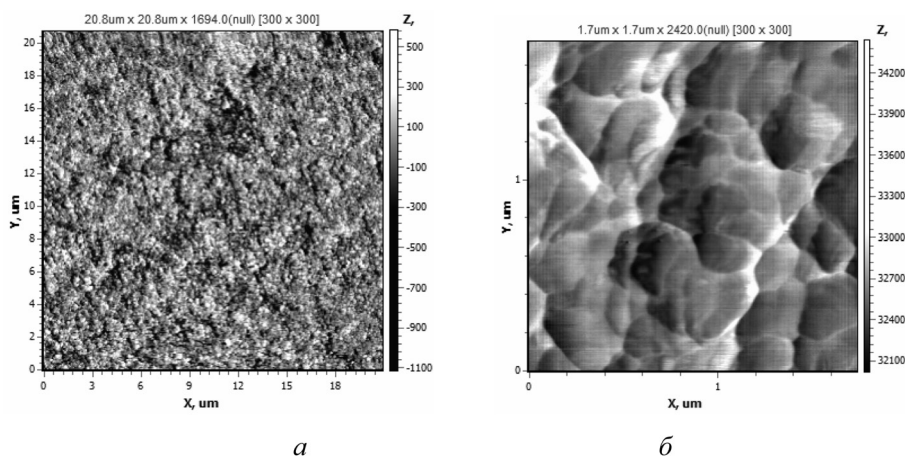 20.8um x 20.8um x 1694.0(null) [300 x 300]
Z,
500
300
100
-100
-300
-500
-700
-900
-1100
20
18
16
14
12
10
8
6
4
2
0
Y, um
0 3 6 9 12 15 18
X, um
а
1.7um x 1.7um x 2420.0(null) [300 x 300]
Z,
34200
33900
33600
33300
33000
32700
32400
32100
1
0
Y, um
0 1
X, um
б